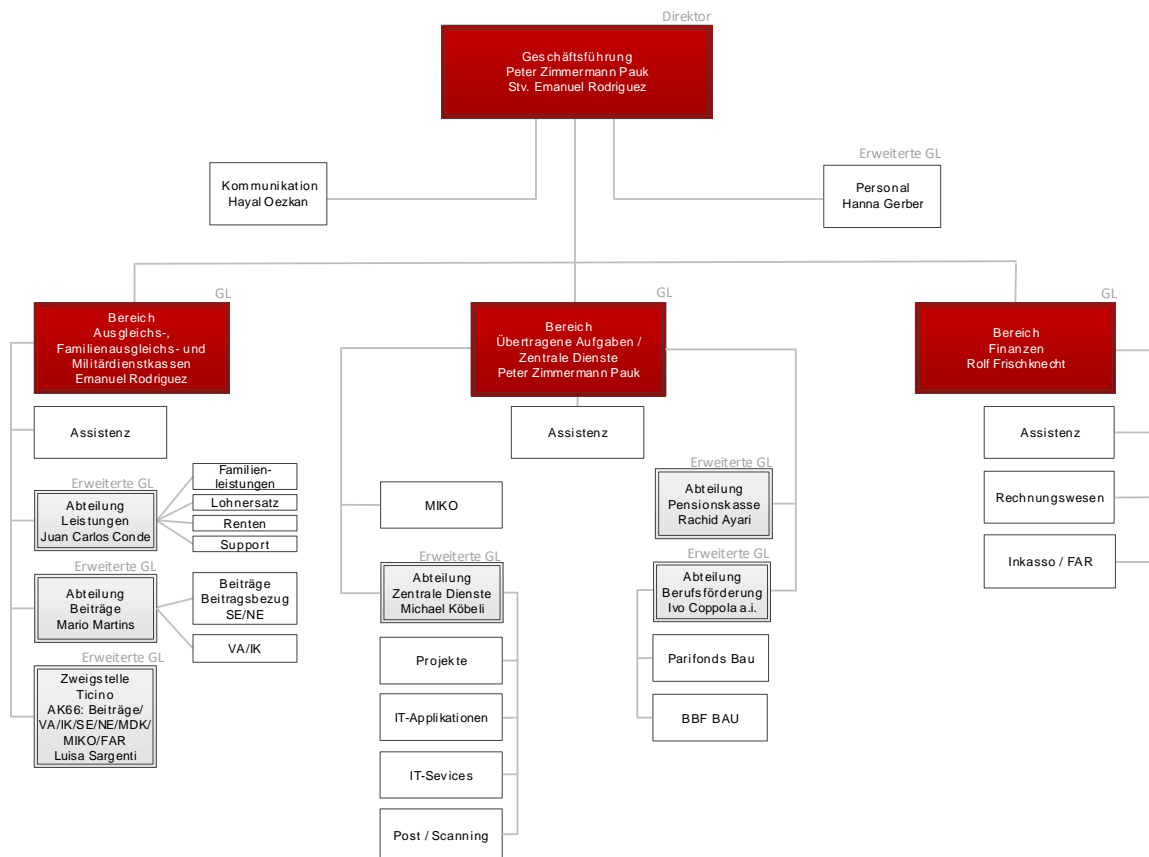 Direktor
Geschäftsführung
Peter Zimmermann Pauk
Stv. Emanuel Rodriguez
Kommunikation
Hayal Oezkan
Erweiterte GL
Personal
Hanna Gerber
GL
Bereich
Ausgleichs-,
Familienausgleichs- und
Militärdienstkassen
Emanuel Rodriguez
Assistenz
Erweiterte GL
Abteilung
Leistungen
Juan Carlos Conde
Familien-
leistungen
Lohnersatz
Renten
Support
Erweiterte GL
Abteilung
Beiträge
Mario Martins
Beiträge
Beitragsbezug
SE/NE
VA/IK
Erweiterte GL
Zweigstelle
Ticino
AK66: Beiträge/
VA/IK/SE/NE/MDK/
MIKO/FAR
Luisa Sargenti
GL
Bereich
Übertragene Aufgaben /
Zentrale Dienste
Peter Zimmermann Pauk
Assistenz
MIKO
Erweiterte GL
Abteilung
Zentrale Dienste
Michael Köbeli
Projekte
IT-Applikationen
IT-Sevices
Post / Scanning
Erweiterte GL
Abteilung
Pensionskasse
Rachid Ayari
Erweiterte GL
Abteilung
Berufsförderung
Ivo Coppola a.i.
Parifonds Bau
BBF BAU
GL
Bereich
Finanzen
Rolf Frischknecht
Assistenz
Rechnungswesen
Inkasso / FAR